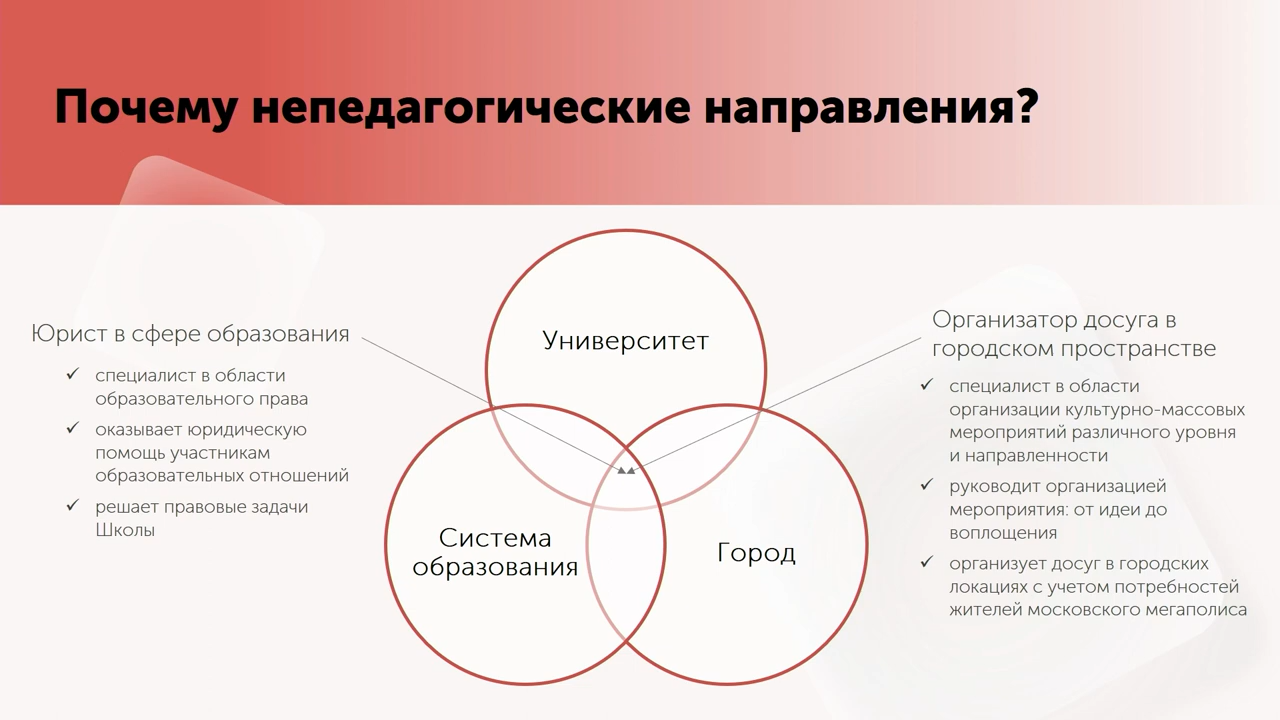 Почему непедагогические направления?
Юрист в сфере образования
✓ специалист в области
образовательного права
✓ оказывает юридическую
помощь участникам
образовательных отношений
✓ решает правовые задачи
Школы
Университет
Система
образования
Город
Организатор досуга в
городском пространстве
✓ специалист в области
организации культурно-массовых
мероприятий различного уровня
и направленности
✓ руководит организацией
мероприятия: от идеи до
воплощения
✓ организует досуг в городских
локациях с учетом потребностей
жителей московского мегаполиса